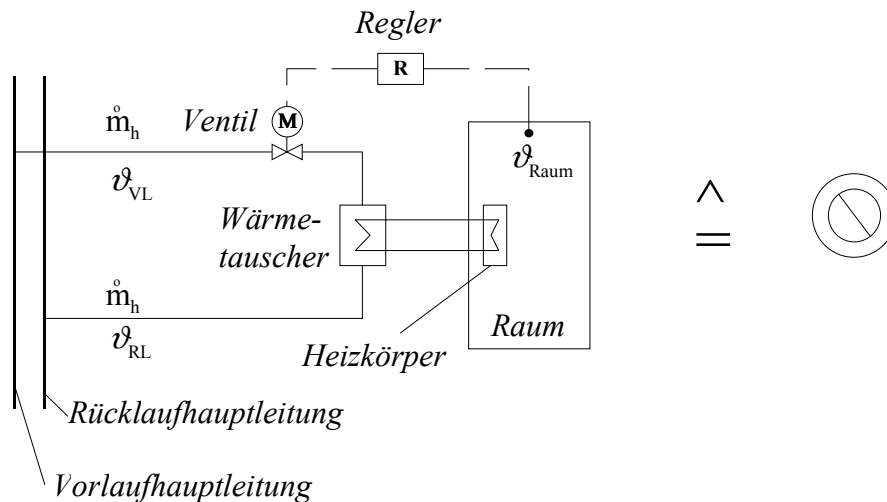 Regler
R
ṁh
Ventil
M
ϑVL
ϑRaum
Wärme-
tauscher
ṁh
ϑRL
Raum
Heizkörper
Rücklaufhauptleitung
Vorlaufhauptleitung